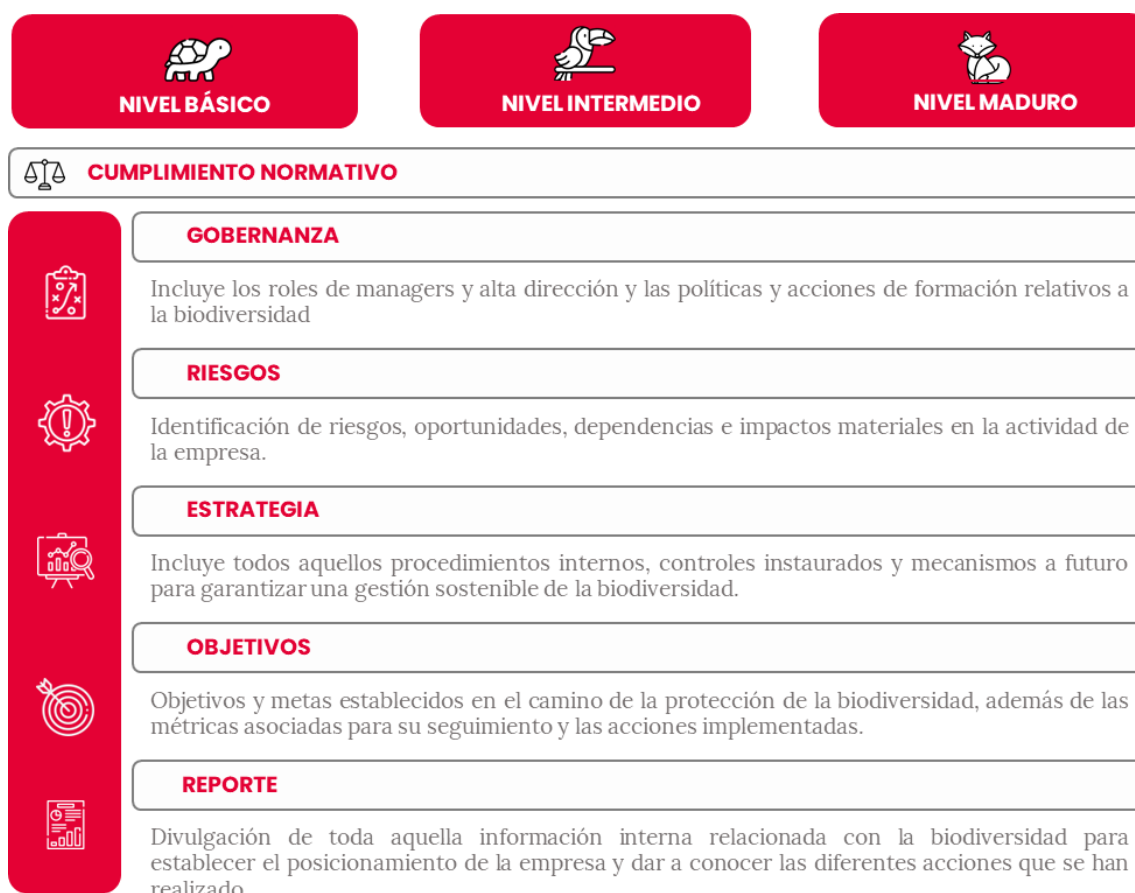 NIVEL BÁSICO
NIVEL INTERMEDIO
NIVEL MADURO
CUMPLIMIENTO NORMATIVO
GOBERNANZA
Incluye los roles de managers y alta dirección y las políticas y acciones de formación relativos a
la biodiversidad
RIESGOS
Identificación de riesgos, oportunidades, dependencias e impactos materiales en la actividad de
la empresa.
ESTRATEGIA
Incluye todos aquellos procedimientos internos, controles instaurados y mecanismos a futuro
para garantizar una gestión sostenible de la biodiversidad.
OBJETIVOS
Objetivos y metas establecidos en el camino de la protección de la biodiversidad, además de las
métricas asociadas para su seguimiento y las acciones implementadas.
REPORTE
Divulgación de toda aquella información interna relacionada con la biodiversidad para
establecer el posicionamiento de la empresa y dar a conocer las diferentes acciones que se han
realizado